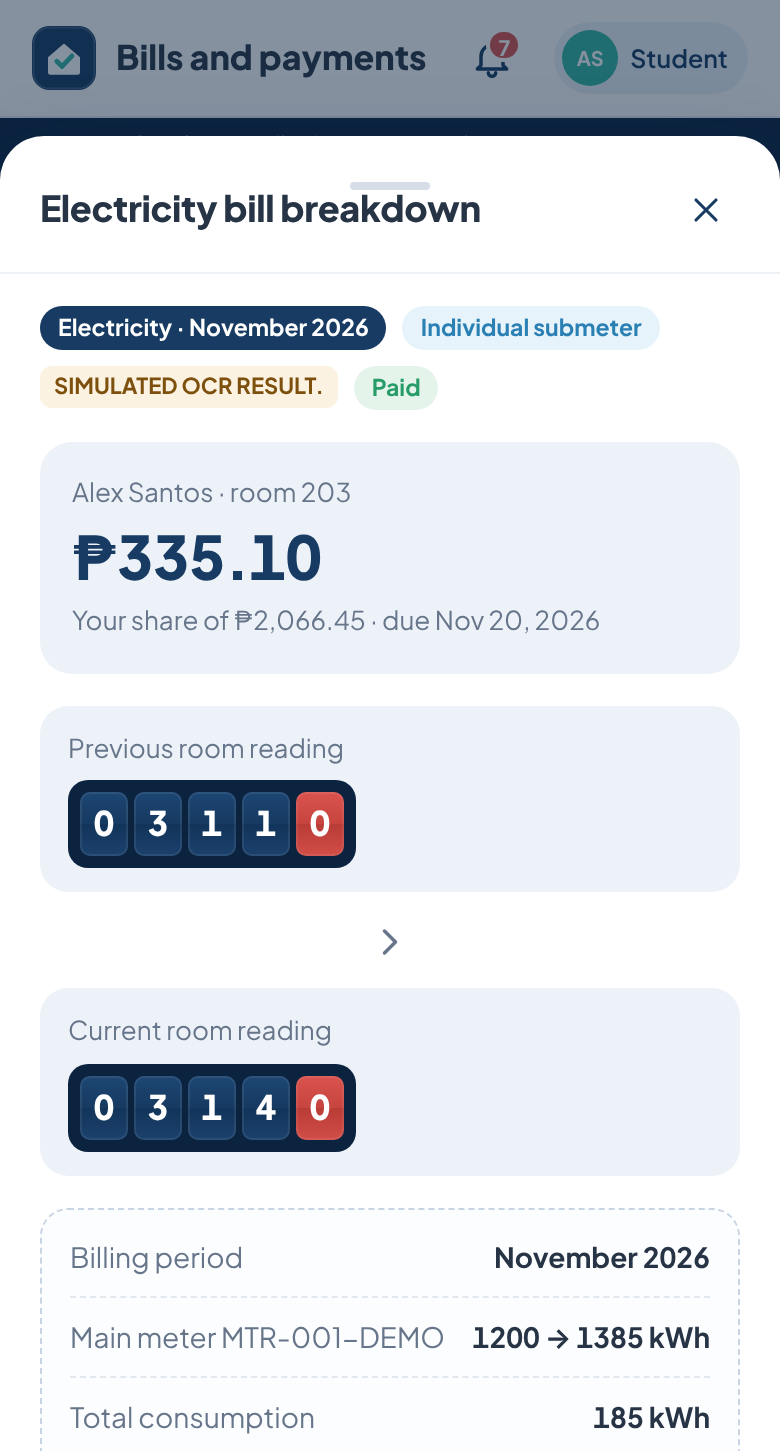 Bills and payments
7
AS
Student
Electricity bill breakdown
Electricity · November 2026
Individual submeter
SIMULATED OCR RESULT.
Paid
Alex Santos · room 203
₱335.10
Your share of ₱2,066.45 · due Nov 20, 2026
Previous room reading
0 3 1 1 0
Current room reading
0 3 1 4 0
Billing period November 2026
Main meter MTR-001-DEMO 1200 → 1385 kWh
Total consumption 185 kWh